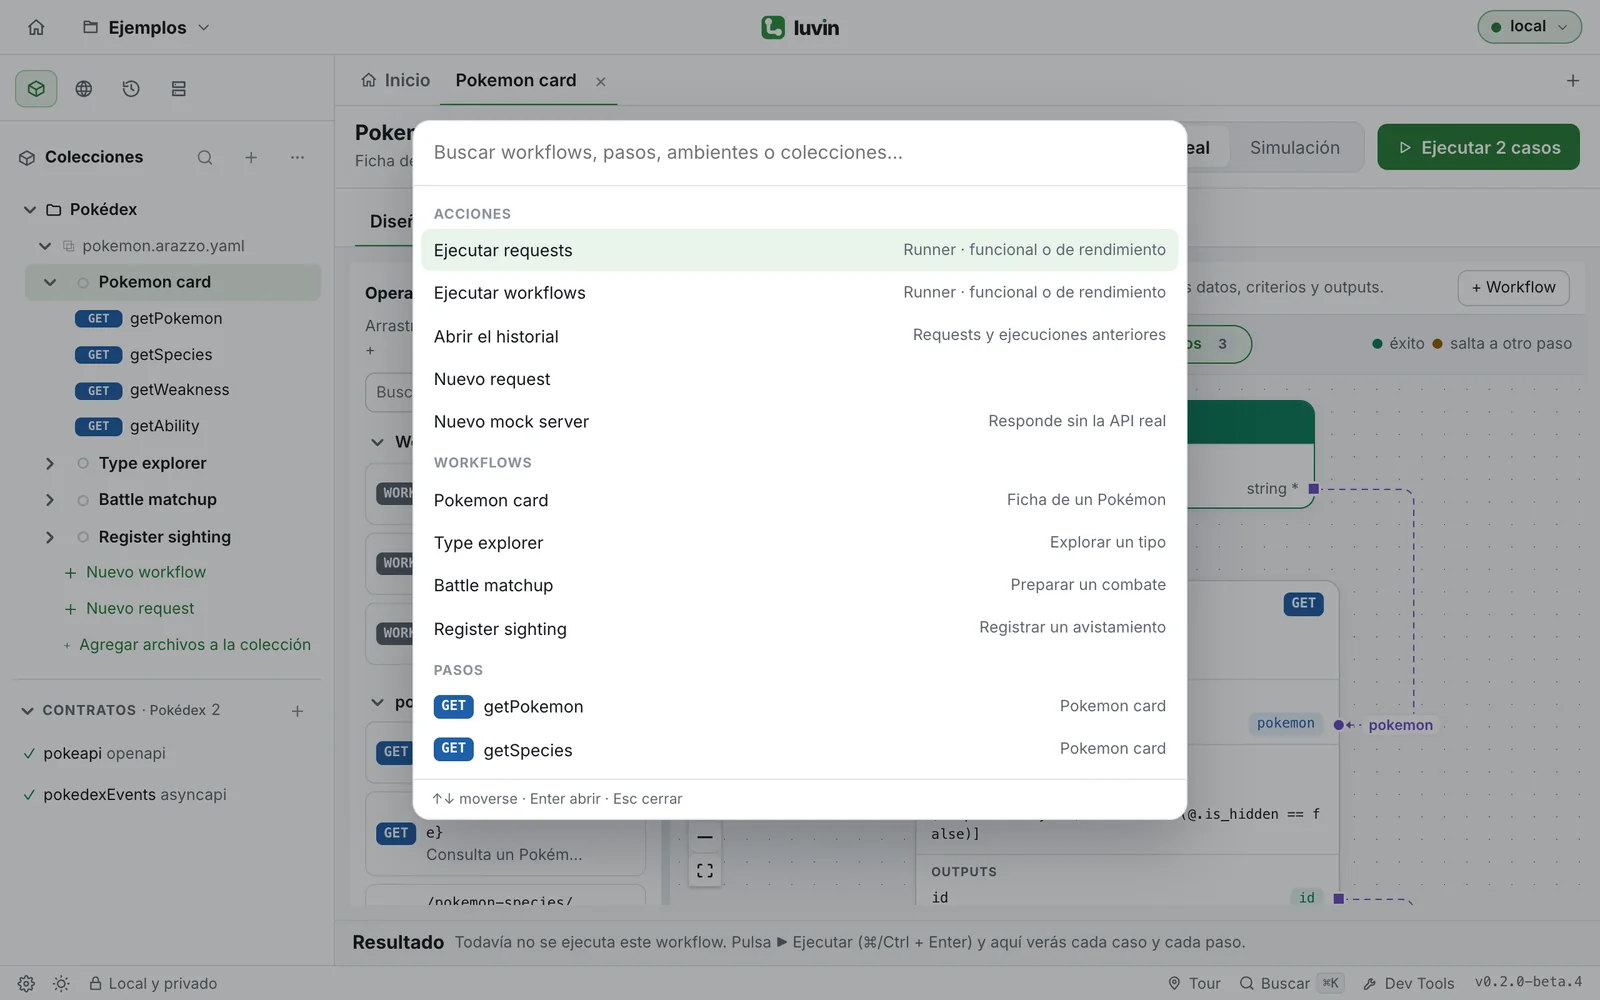 Ejemplos
luvin
local
Inicio
Pokemon card
Colecciones
Pokédex
pokemon.arazzo.yaml
Pokemon card
GET getPokemon
GET getSpecies
GET getWeakness
GET getAbility
Type explorer
Battle matchup
Register sighting
+ Nuevo workflow
+ Nuevo request
+ Agregar archivos a la colección
CONTRATOS · Pokédex 2
pokeapi openapi
pokedexEvents asyncapi
Simulación
Ejecutar 2 casos
s datos, criterios y outputs.
+ Workflow
3
éxito
salta a otro paso
string *
GET
pokemon
pokemon
Buscar workflows, pasos, ambientes o colecciones...
ACCIONES
Ejecutar requests Runner · funcional o de rendimiento
Ejecutar workflows Runner · funcional o de rendimiento
Abrir el historial Requests y ejecuciones anteriores
Nuevo request
Nuevo mock server Responde sin la API real
WORKFLOWS
Pokemon card Ficha de un Pokémon
Type explorer Explorar un tipo
Battle matchup Preparar un combate
Register sighting Registrar un avistamiento
PASOS
GET getPokemon Pokemon card
GET getSpecies Pokemon card
↑↓ moverse · Enter abrir · Esc cerrar
GET
GET e}
Consulta un Pokém...
/pokemon-species/
(@.is_hidden == f
alse)]
OUTPUTS
id id
Resultado Todavía no se ejecuta este workflow. Pulsa ▶ Ejecutar (⌘/Ctrl + Enter) y aquí verás cada caso y cada paso.
Local y privado
Tour
Buscar ⌘K
Dev Tools
v0.2.0-beta.4